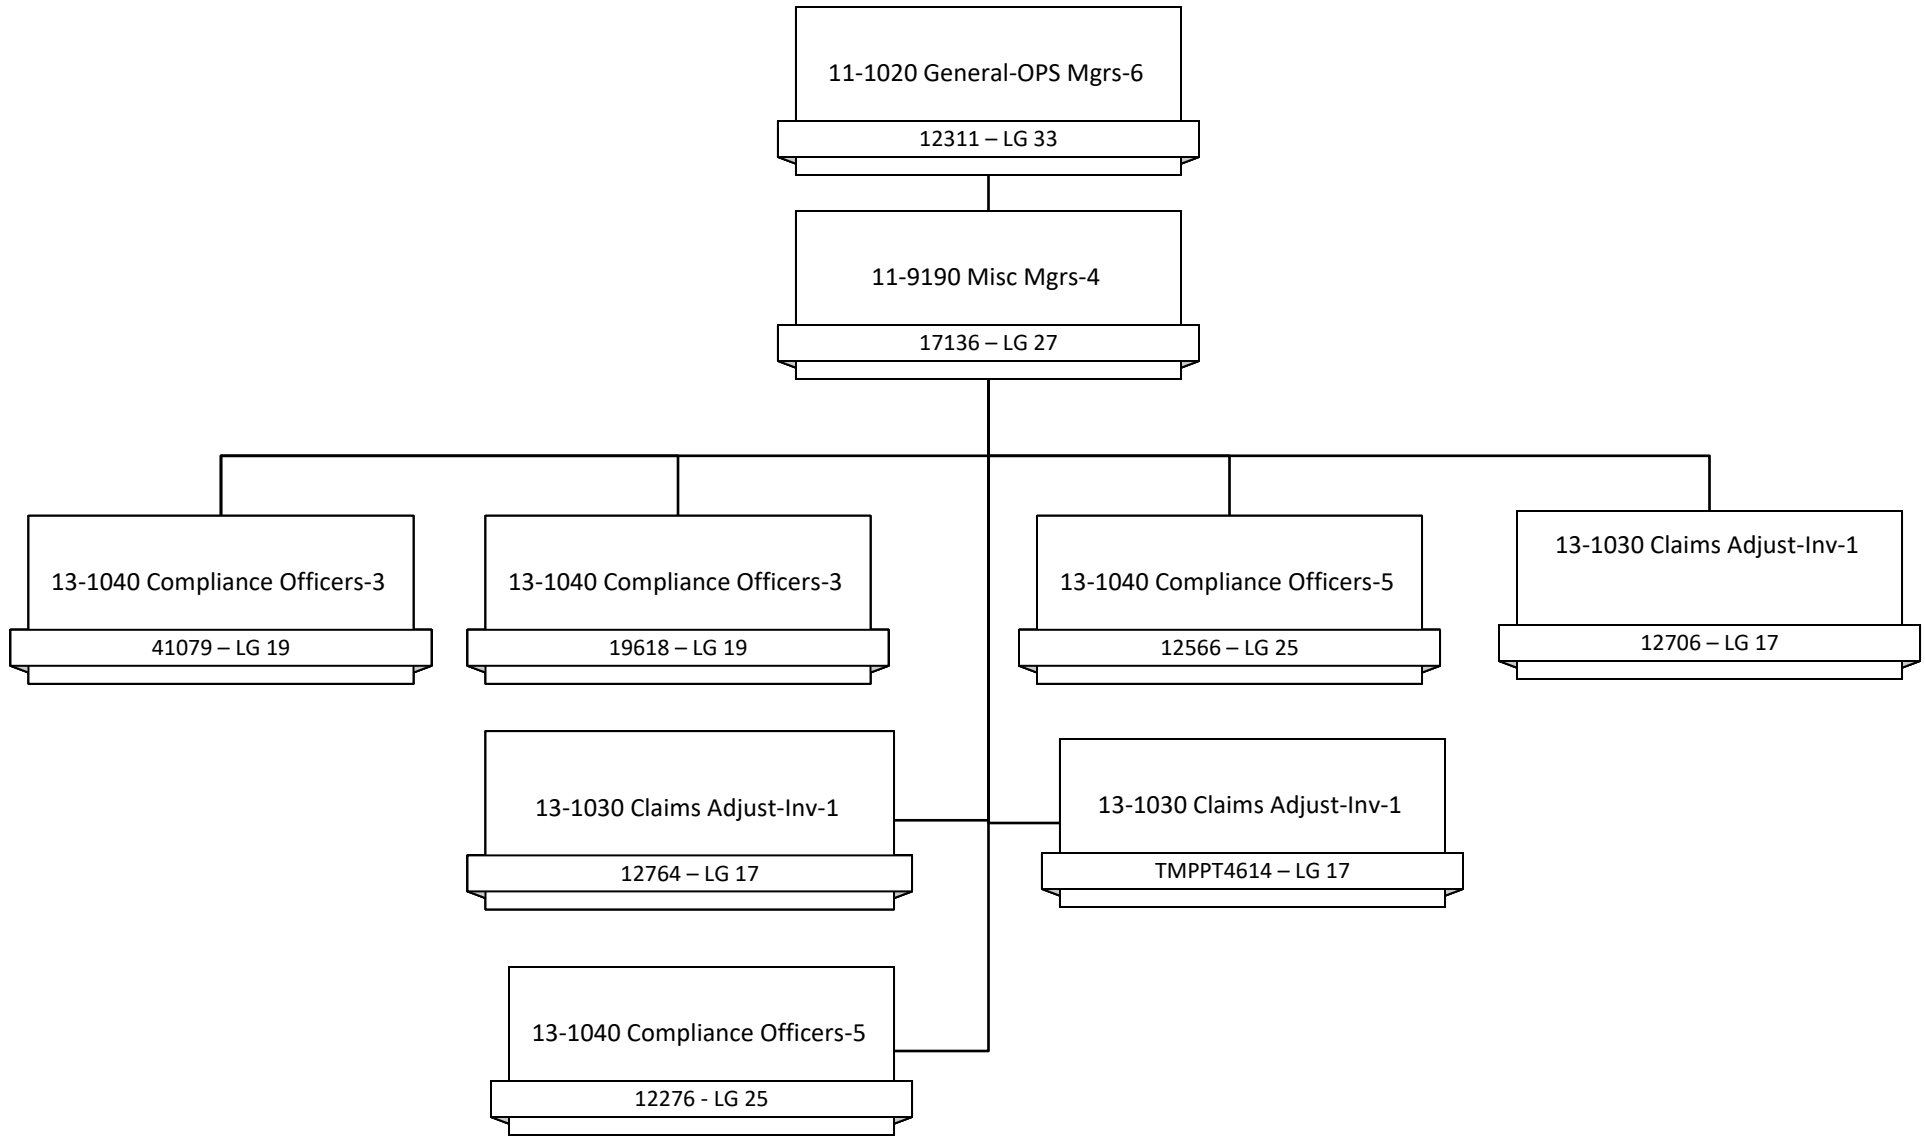 11-1020 General-OPS Mgrs-6
12311 – LG 33
11-9190 Misc Mgrs-4
17136 – LG 27
13-1040 Compliance Officers-3
41079 – LG 19
13-1040 Compliance Officers-3
19618 – LG 19
13-1040 Compliance Officers-5
12566 – LG 25
13-1030 Claims Adjust-Inv-1
12706 – LG 17
13-1030 Claims Adjust-Inv-1
12764 – LG 17
13-1030 Claims Adjust-Inv-1
TMPPT4614 – LG 17
13-1040 Compliance Officers-5
12276 - LG 25